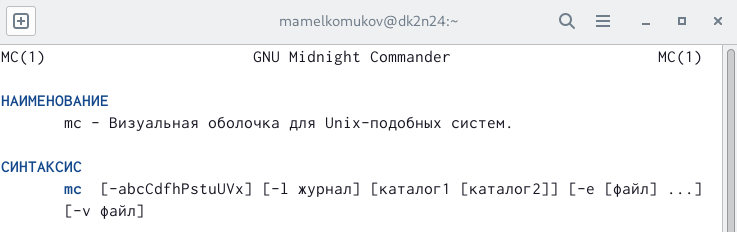 mamelkomukov@dk2n24:~
MC(1) GNU Midnight Commander MC(1)
НАИМЕНОВАНИЕ
mc - Визуальная оболочка для Unix-подобных систем.
СИНТАКСИС
mc [-abcCdfhPstuUVx] [-l журнал] [каталог1 [каталог2]] [-e [файл] ...]
[-v файл]